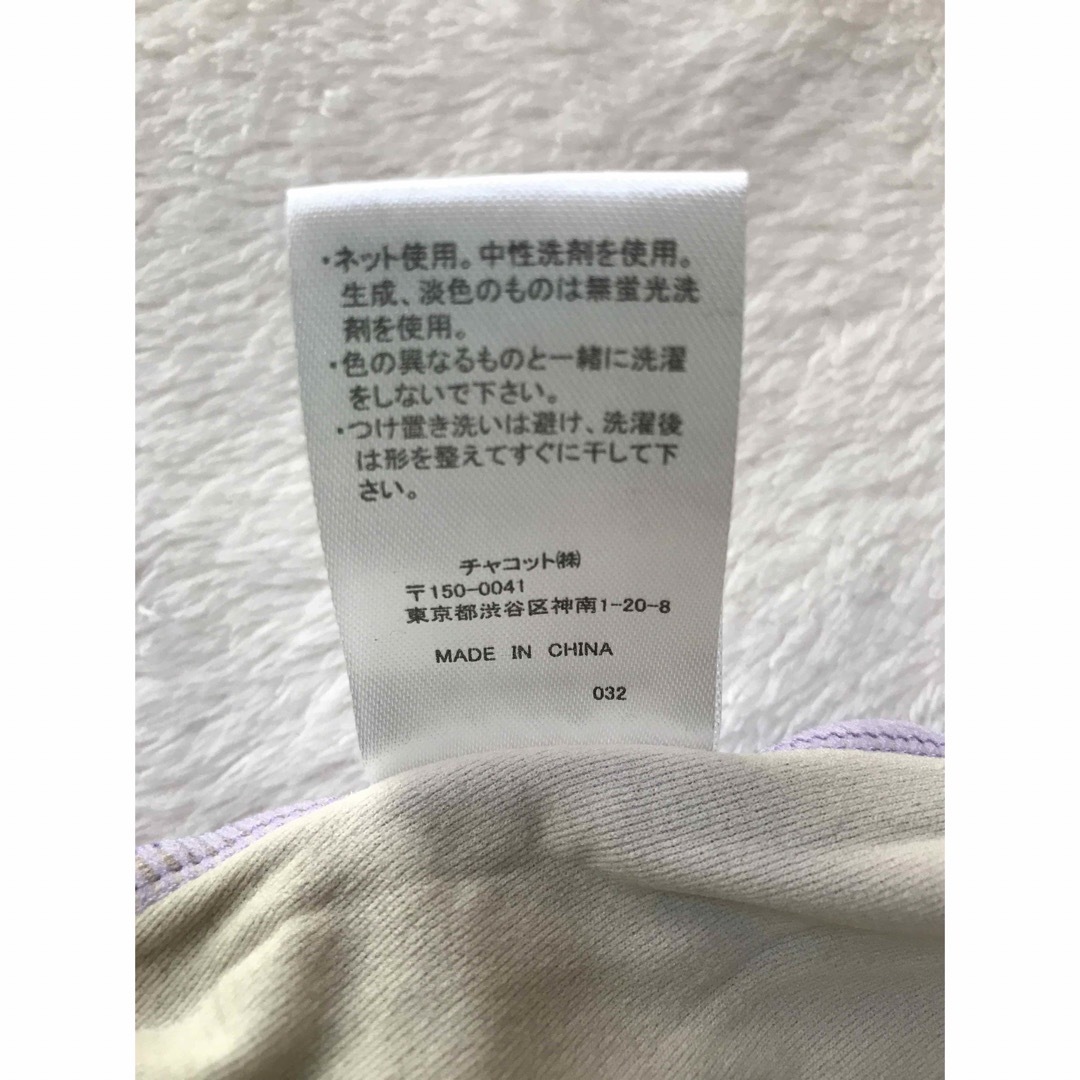 ・ネット使用。中性洗剤を使用。
生成、淡色のものは無蛍光洗
剤を使用。
・色の異なるものと一緒に洗濯
をしないで下さい。
・つけ置き洗いは避け、洗濯後
は形を整えてすぐに干して下
さい。
チャコット㈱
〒150-0041
東京都渋谷区神南1-20-8
MADE IN CHINA
032